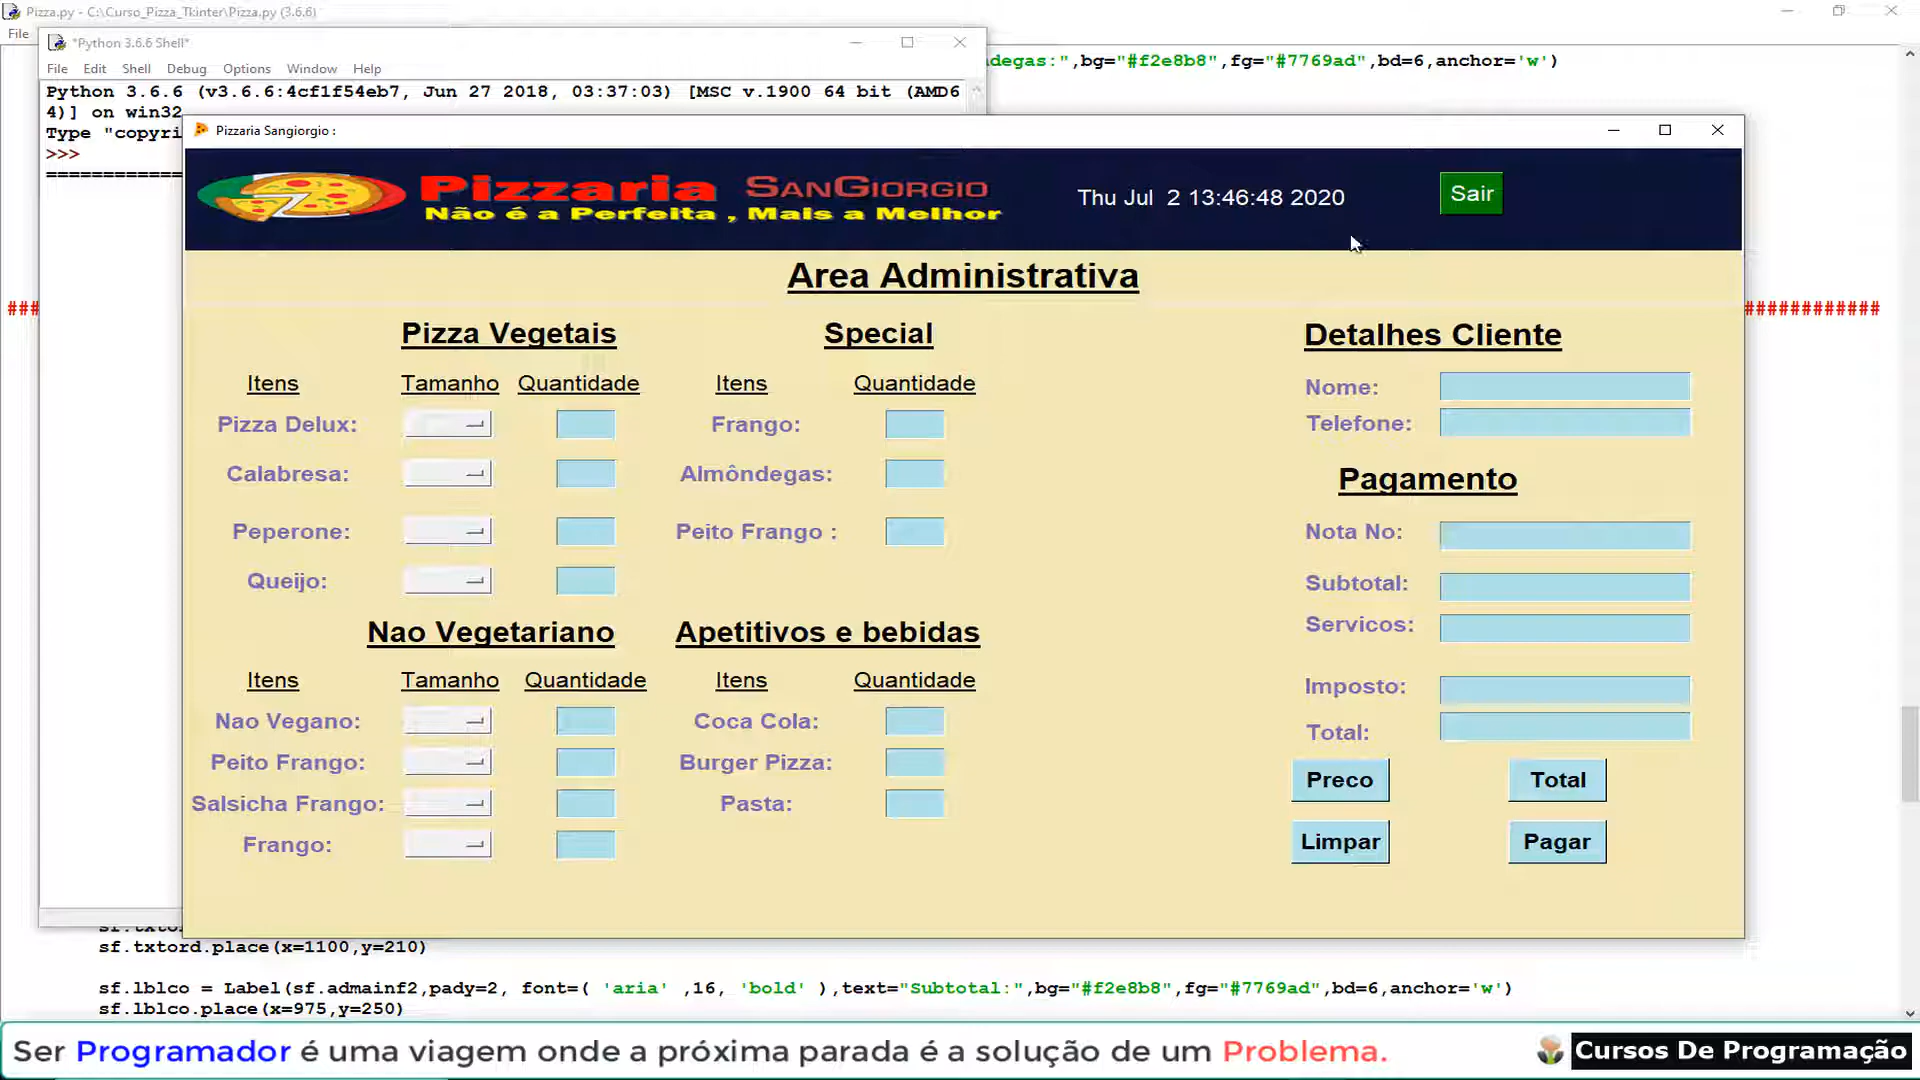 Pizza.py - C:\Curso_Pizza_Tkinter\Pizza.py (3.6.6)
File
*Python 3.6.6 Shell*
File Edit Shell Debug Options Window Help
degas:",bg="#f2e8b8",fg="#7769ad",bd=6,anchor='w')
Python 3.6.6 (v3.6.6:4cf1f54eb7, Jun 27 2018, 03:37:03) [MSC v.1900 64 bit (AMD6
4)] on win32
Type "copyri
>>>
=============
Pizzaria Sangiorgio :
Pizzaria SanGiorgio
Não é a Perfeita , Mais a Melhor
Thu Jul 2 13:46:48 2020
Sair
Area Administrativa
### ############
Pizza Vegetais Special Detalhes Cliente
Itens Tamanho Quantidade Itens Quantidade Nome:
Pizza Delux: Frango: Telefone:
Calabresa: Almôndegas: Pagamento
Peperone: Peito Frango : Nota No:
Queijo: Subtotal:
Nao Vegetariano Apetitivos e bebidas Servicos:
Itens Tamanho Quantidade Itens Quantidade Imposto:
Nao Vegano: Coca Cola: Total:
Peito Frango: Burger Pizza: Preco Total
Salsicha Frango: Pasta:
Frango: Limpar Pagar
sf.txtord.place(x=1100,y=210)
sf.lblco = Label(sf.admainf2,pady=2, font=( 'aria' ,16, 'bold' ),text="Subtotal:",bg="#f2e8b8",fg="#7769ad",bd=6,anchor='w')
sf.lblco.place(x=975,y=250)
Ser Programador é uma viagem onde a próxima parada é a solução de um Problema.
Cursos De Programação